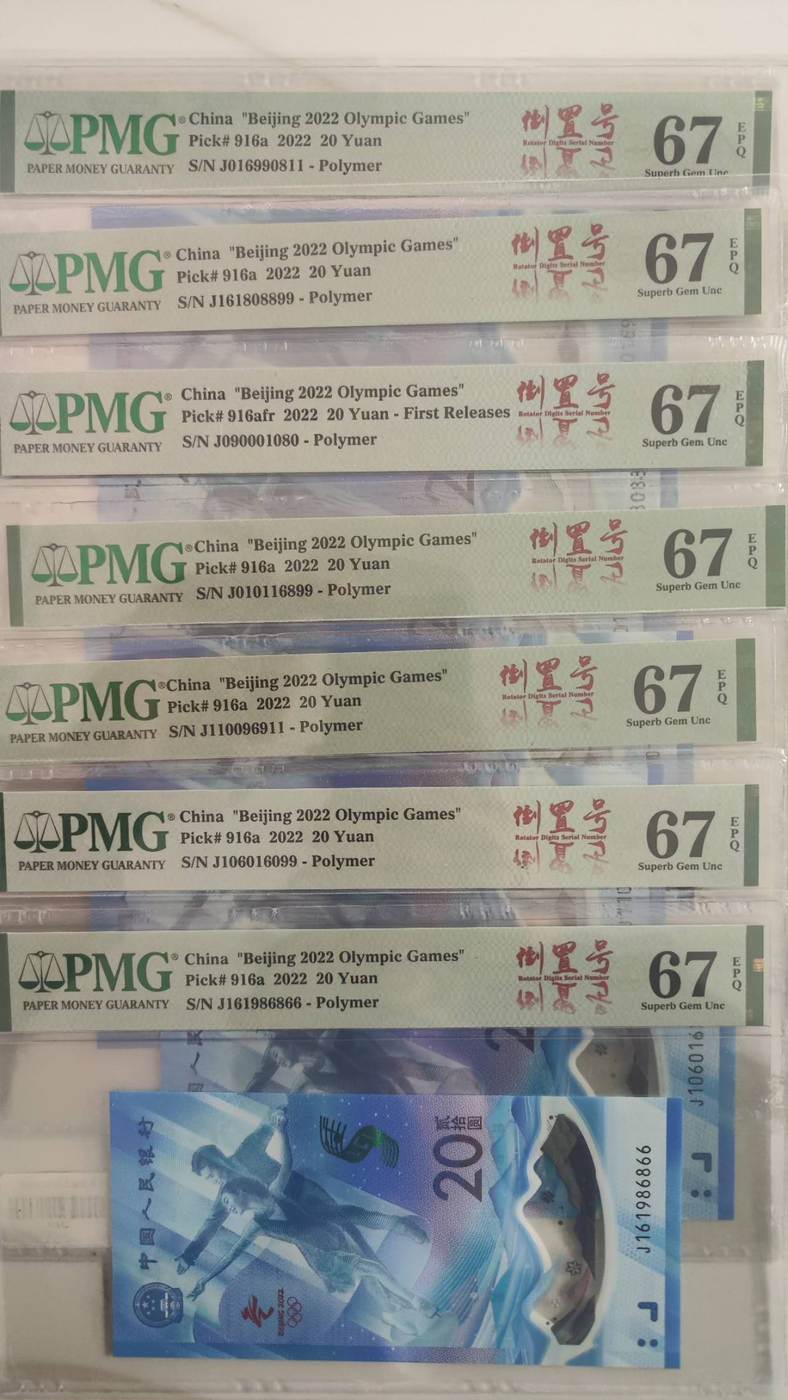 PMG® China "Beijing 2022 Olympic Games" 倒置号 67 EPQ
Pick# 916a 2022 20 Yuan Rotator Digits Serial Number
PAPER MONEY GUARANTY S/N J016990811 - Polymer Superb Gem Unc
PMG® China "Beijing 2022 Olympic Games" 倒置号 67 EPQ
Pick# 916a 2022 20 Yuan Rotator Digits Serial Number
PAPER MONEY GUARANTY S/N J161808899 - Polymer Superb Gem Unc
PMG® China "Beijing 2022 Olympic Games" 倒置号 67 EPQ
Pick# 916afr 2022 20 Yuan - First Releases Rotator Digits Serial Number
PAPER MONEY GUARANTY S/N J090001080 - Polymer Superb Gem Unc
PMG® China "Beijing 2022 Olympic Games" 倒置号 67 EPQ
Pick# 916a 2022 20 Yuan Rotator Digits Serial Number
PAPER MONEY GUARANTY S/N J010116899 - Polymer Superb Gem Unc
PMG® China "Beijing 2022 Olympic Games" 倒置号 67 EPQ
Pick# 916a 2022 20 Yuan Rotator Digits Serial Number
PAPER MONEY GUARANTY S/N J110096911 - Polymer Superb Gem Unc
PMG® China "Beijing 2022 Olympic Games" 倒置号 67 EPQ
Pick# 916a 2022 20 Yuan Rotator Digits Serial Number
PAPER MONEY GUARANTY S/N J106016099 - Polymer Superb Gem Unc
PMG® China "Beijing 2022 Olympic Games" 倒置号 67 EPQ
Pick# 916a 2022 20 Yuan Rotator Digits Serial Number
PAPER MONEY GUARANTY S/N J161986866 - Polymer Superb Gem Unc
J106016
中国人民银行
20 贰拾圆
J161986866